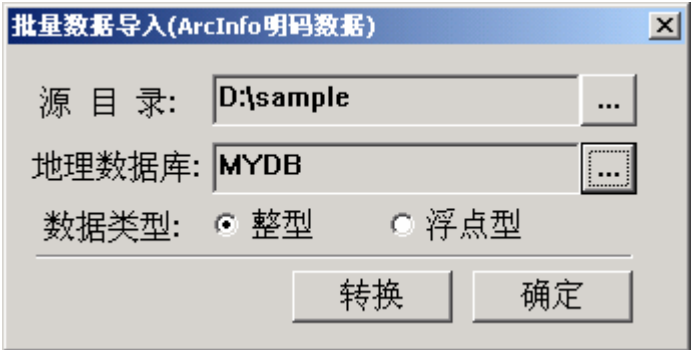 批量数据导入(ArcInfo明码数据)
源 目 录: D:\sample ...
地理数据库: MYDB ...
数据类型: 整型 浮点型
转换 确定